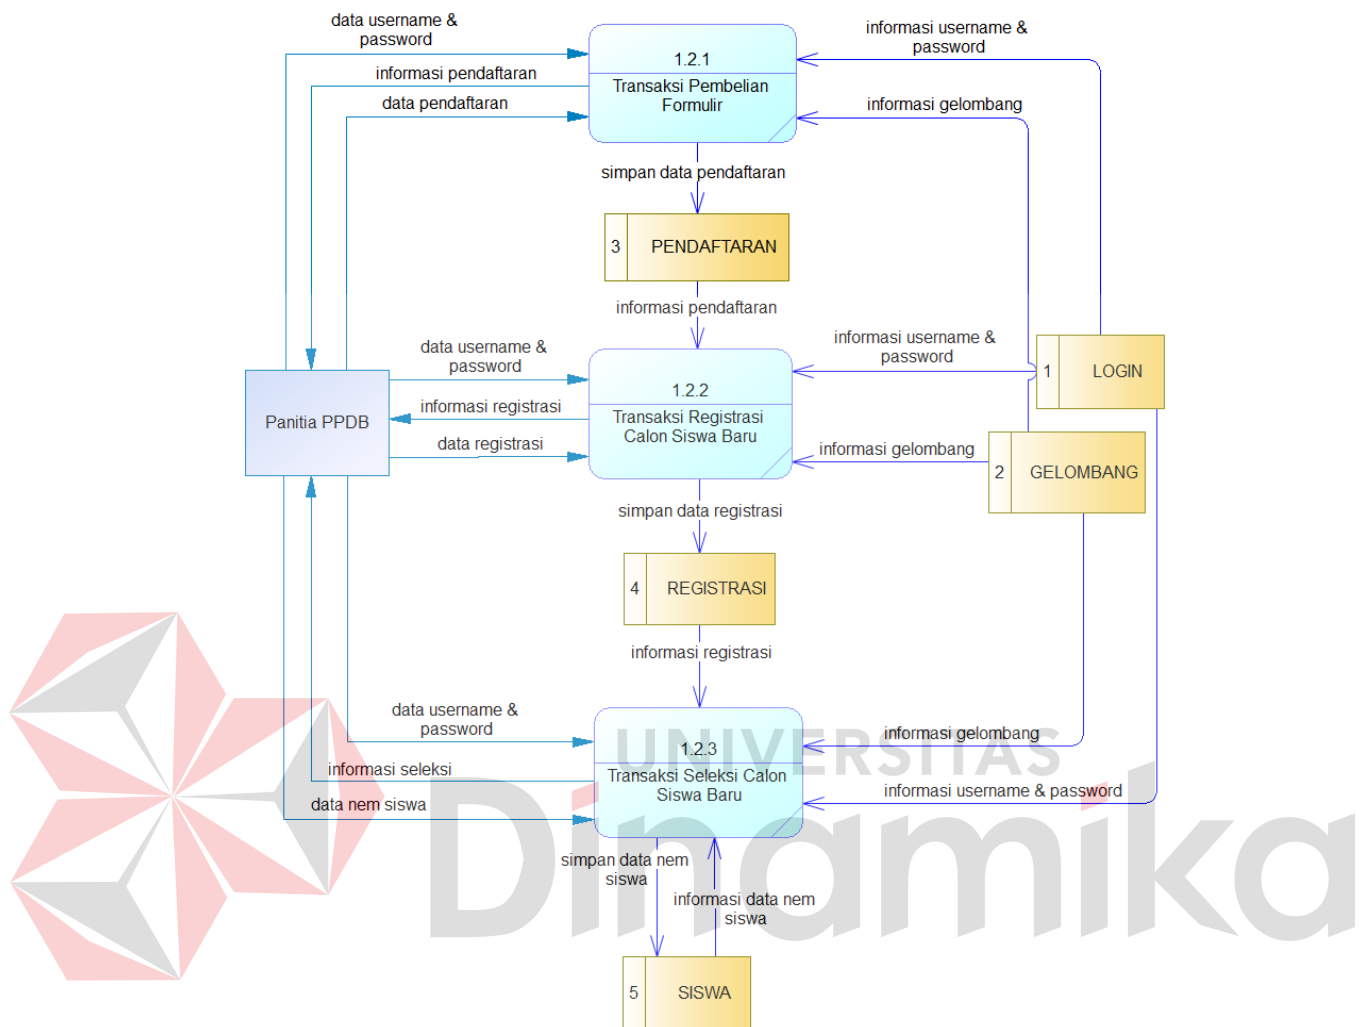 data username &
password
informasi username &
password
1.2.1
Transaksi Pembelian
Formulir
informasi pendaftaran
data pendaftaran
informasi gelombang
simpan data pendaftaran
3
PENDAFTARAN
informasi pendaftaran
data username &
password
informasi username &
password
1
LOGIN
1.2.2
Transaksi Registrasi
Calon Siswa Baru
Panitia PPDB
informasi registrasi
data registrasi
informasi gelombang
2
GELOMBANG
simpan data registrasi
4
REGISTRASI
informasi registrasi
data username &
password
informasi gelombang
1.2.3
Transaksi Seleksi Calon
Siswa Baru
UNIVERSITAS
Dinamika
informasi seleksi
data nem siswa
informasi username & password
simpan data nem
siswa
informasi data nem
siswa
5
SISWA